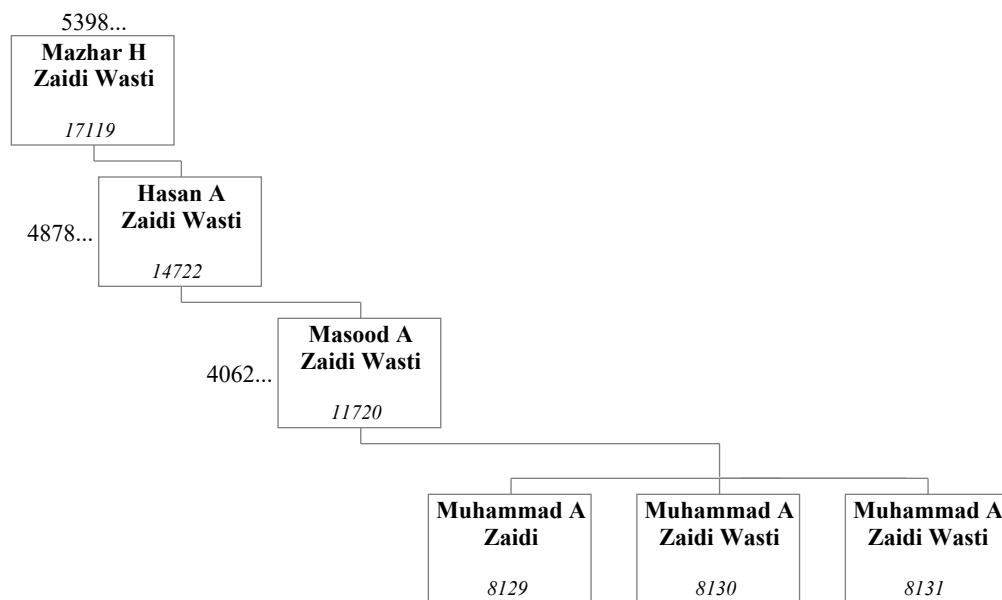 5398...
Mazhar H
Zaidi Wasti
17119
Hasan A
Zaidi Wasti
4878...
14722
Masood A
Zaidi Wasti
4062...
11720
Muhammad A
Zaidi
8129
Muhammad A
Zaidi Wasti
8130
Muhammad A
Zaidi Wasti
8131